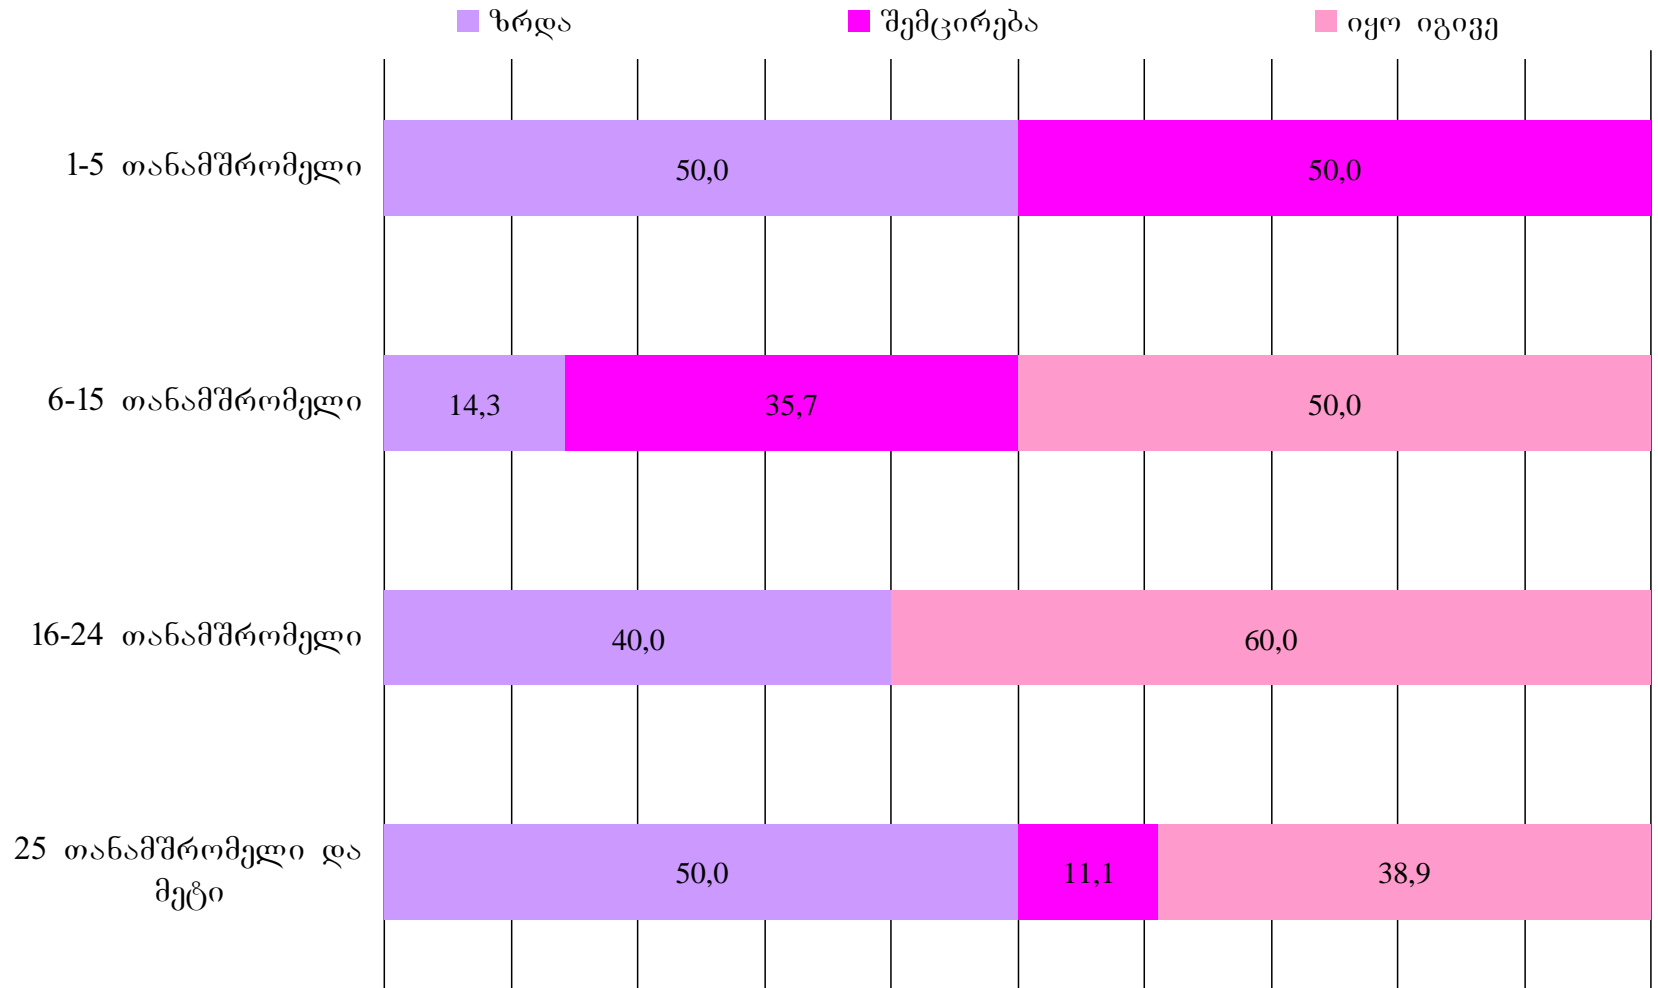 ზრდა შემცირება იყო იგივე
1-5 თანამშრომელი 50,0 50,0
6-15 თანამშრომელი 14,3 35,7 50,0
16-24 თანამშრომელი 40,0 60,0
25 თანამშრომელი და
მეტი
50,0 11,1 38,9